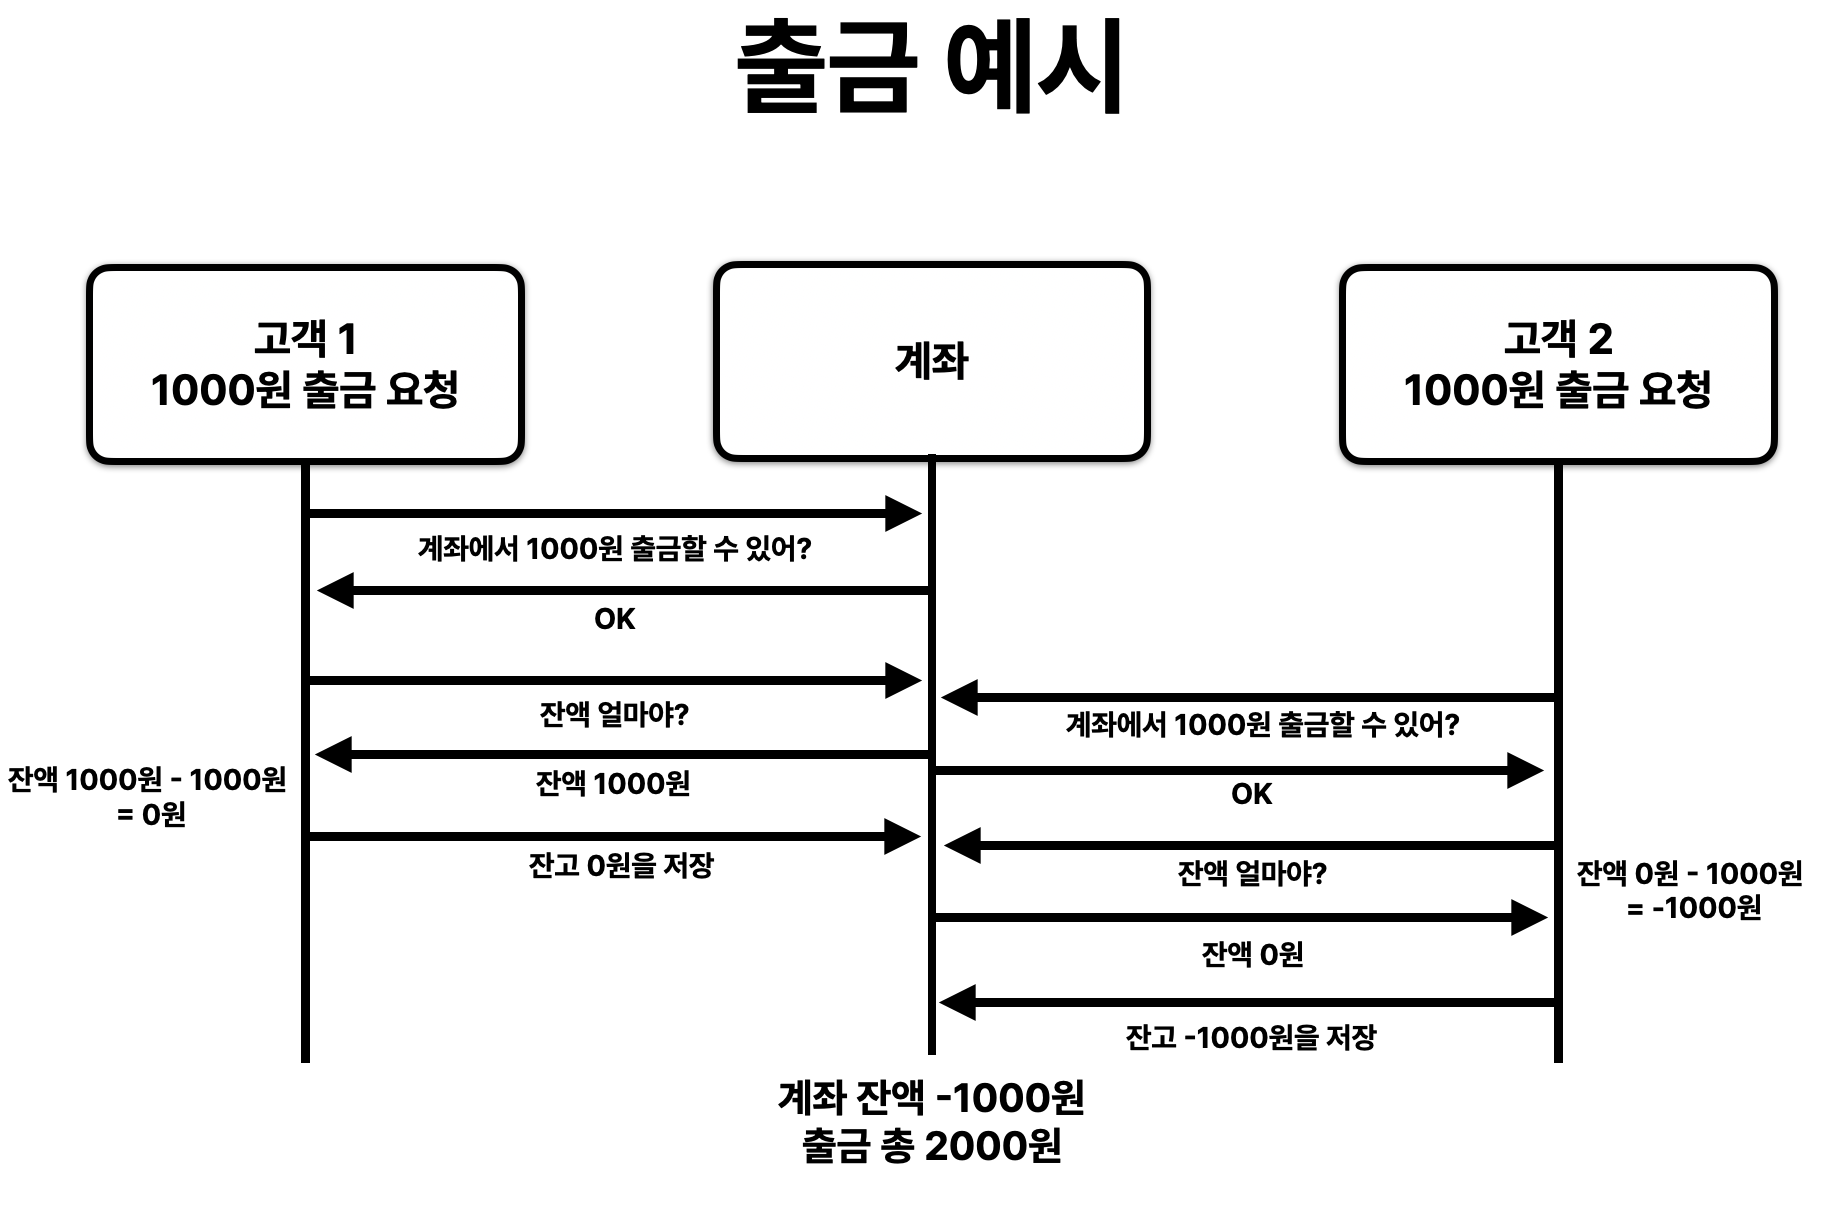 출금 예시
고객 1
1000원 출금 요청
계좌
고객 2
1000원 출금 요청
계좌에서 1000원 출금할 수 있어?
OK
잔액 얼마야?
계좌에서 1000원 출금할 수 있어?
잔액 1000원 - 1000원
= 0원
잔액 1000원
OK
잔고 0원을 저장
잔액 얼마야?
잔액 0원 - 1000원
= -1000원
잔액 0원
잔고 -1000원을 저장
계좌 잔액 -1000원
출금 총 2000원